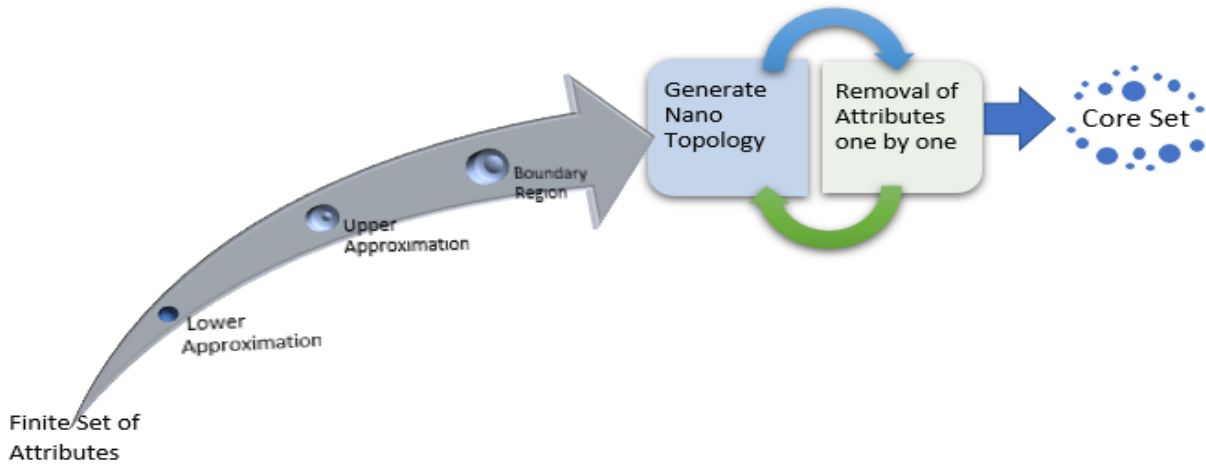 Finite Set of
Attributes
Lower
Approximation
Upper
Approximation
Boundary
Region
Generate
Nano
Topology
Removal of
Attributes
one by one
Core Set